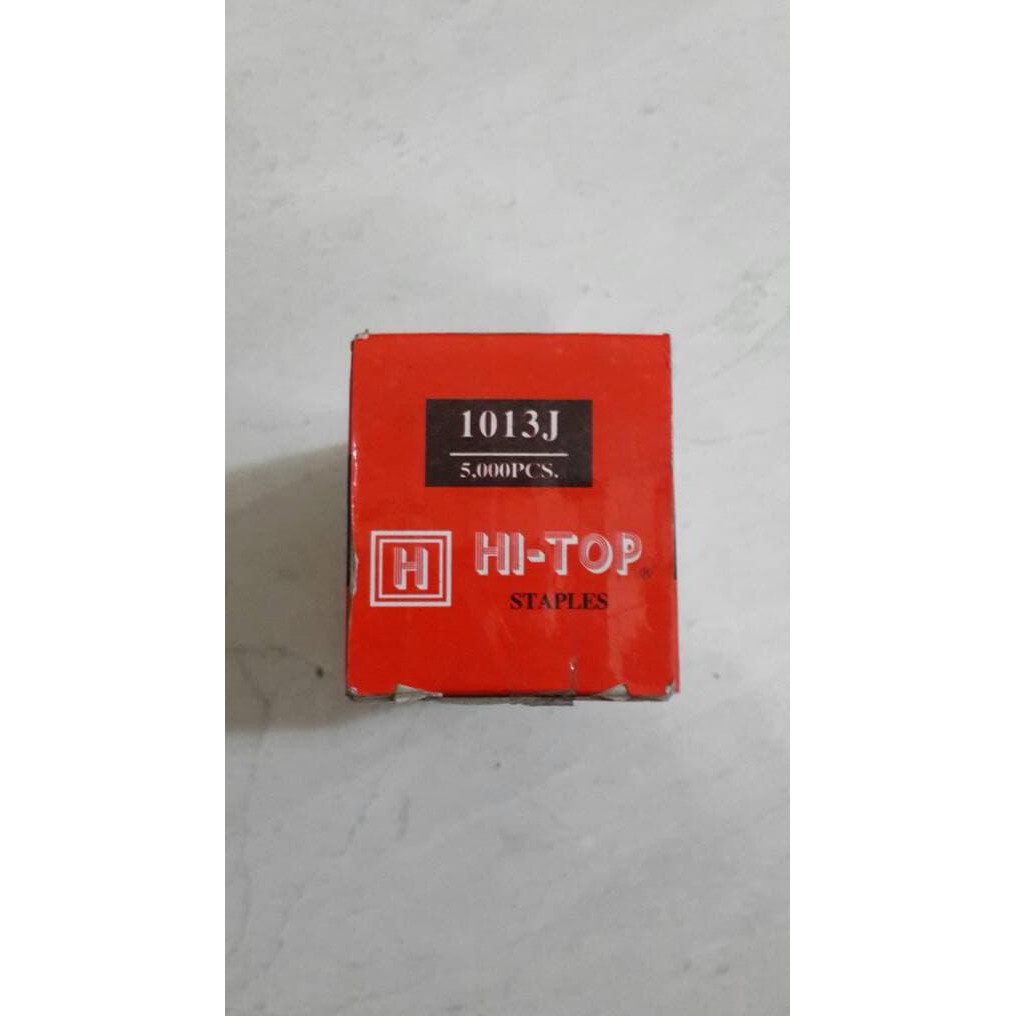 1013J
5,000PCS.
H HI-TOP®
STAPLES